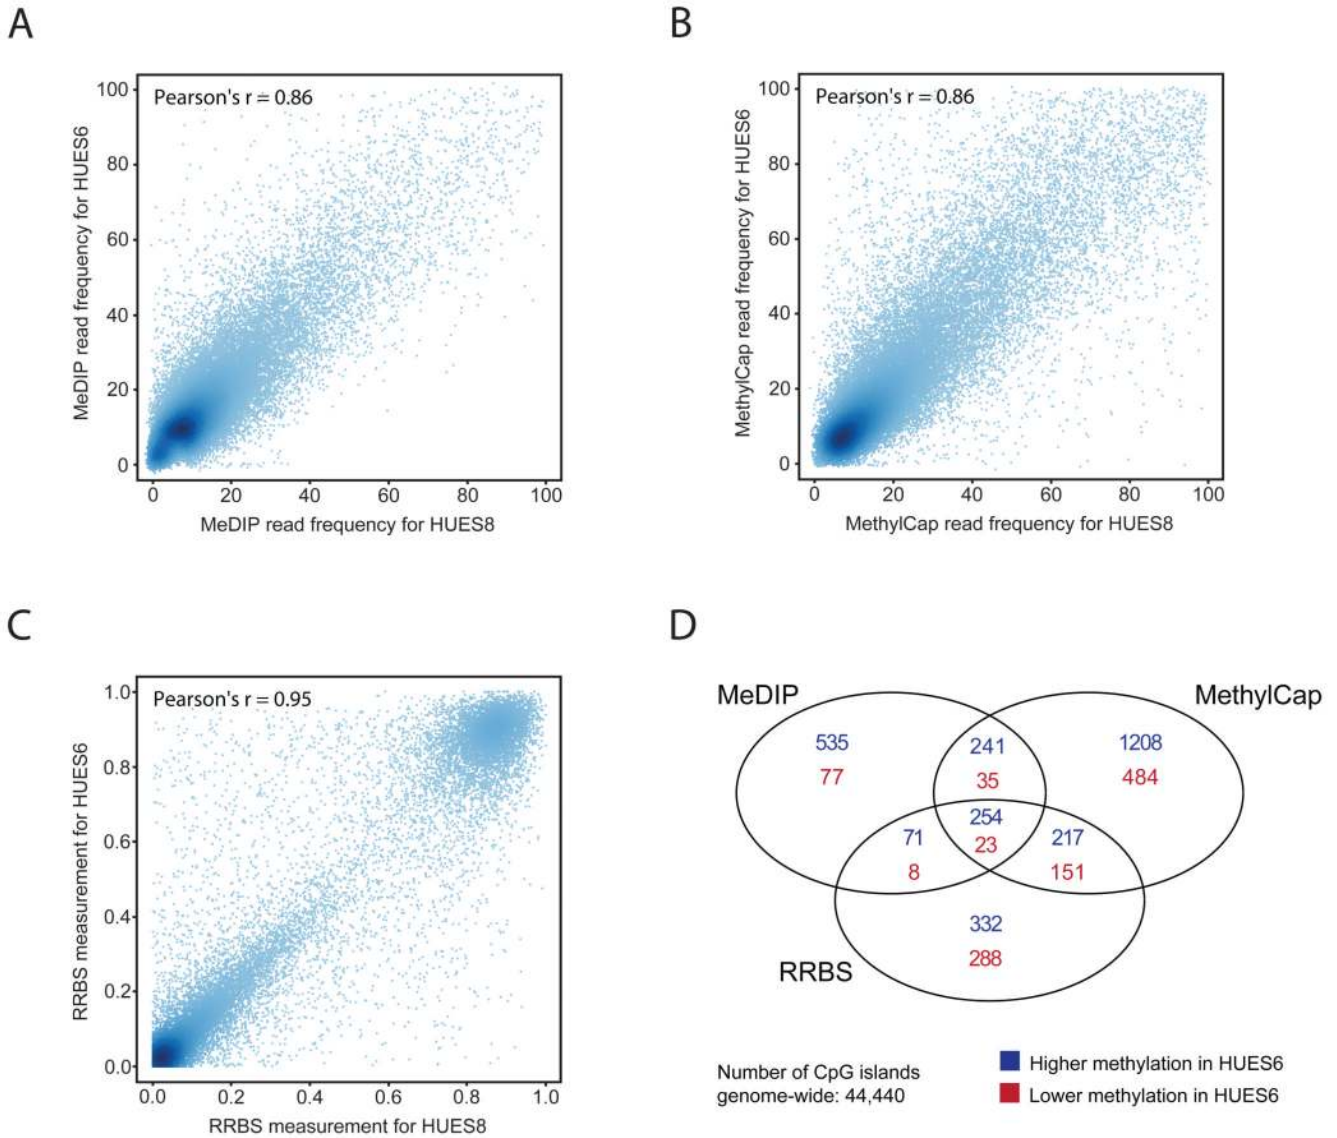 A
Pearson's r = 0.86
100
80
60
40
20
0
MeDIP read frequency for HUES6
0 20 40 60 80 100
MeDIP read frequency for HUES8
B
Pearson's r = 0.86
100
80
60
40
20
0
MethylCap read frequency for HUES6
0 20 40 60 80 100
MethylCap read frequency for HUES8
C
Pearson's r = 0.95
1.0
0.8
0.6
0.4
0.2
0.0
RRBS measurement for HUES6
0.0 0.2 0.4 0.6 0.8 1.0
RRBS measurement for HUES8
D
MeDIP
MethylCap
535 241 1208
77 35 484
254
71 217
23
8 151
332
288
RRBS
Number of CpG islands
genome-wide: 44,440
Higher methylation in HUES6
Lower methylation in HUES6